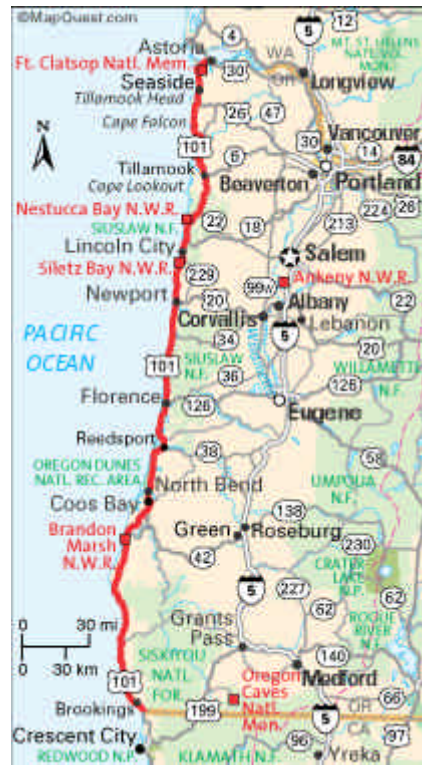 ©MapQuest.com
5
12
Astoria
4
WA
OR
MT. ST. HELENS
NAT'L VOL.
MON.
Ft. Clatsop Natl. Mem.
30
Longview
Seaside
Tillamook Head
26
47
Cape Falcon
Vancouver
N
101
30
14
84
Tillamook
6
Beaverton
Portland
Cape Lookout
224
26
Nestucca Bay N.W.R.
22
18
213
SIUSLAW N.F.
Lincoln City
Salem
Siletz Bay N.W.R.
229
99W
Ankeny N.W.R.
Newport
20
Albany
22
Corvallis
Lebanon
PACIFIC
OCEAN
34
5
20
101
SIUSLAW
N.F.
WILLAMETTE
N.F.
36
126
Florence
126
Eugene
Reedsport
38
58
OREGON DUNES
NATL. REC. AREA
North Bend
UMPQUA
N.F.
Coos Bay
138
Brandon
Marsh
N.W.R.
Green
Roseburg
230
42
CRATER
LAKE
N.P.
5
227
62
62
0 30 mi
Grants
Pass
ROGUE
RIVER
N.F.
0 30 km
SISKIYOU
NATL.
FOR.
140
Medford
101
Oregon
Caves
Natl.
Mon.
66
Brookings
199
5
OR
CA
Crescent City
96
97
REDWOOD N.P.
KLAMATH N.F.
Yreka